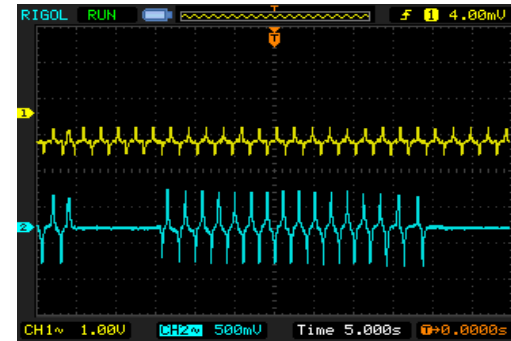 RIGOL RUN T 1 4.00mV
T
1
2
CH1~ 1.00V CH2~ 500mV Time 5.000s T→0.0000s